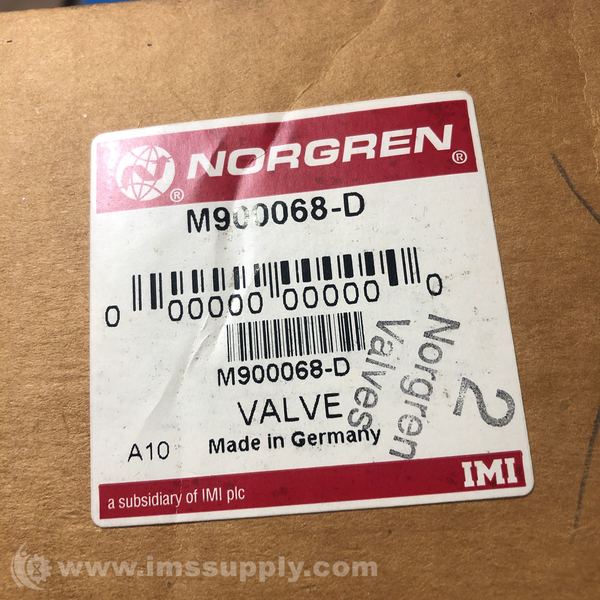 NORGREN®
®
M900068-D
0 00000 00000 0
M900068-D
VALVE
A10
Made in Germany
2
Norgren
Valves
a subsidiary of IMI plc
IMI
www.imssupply.com